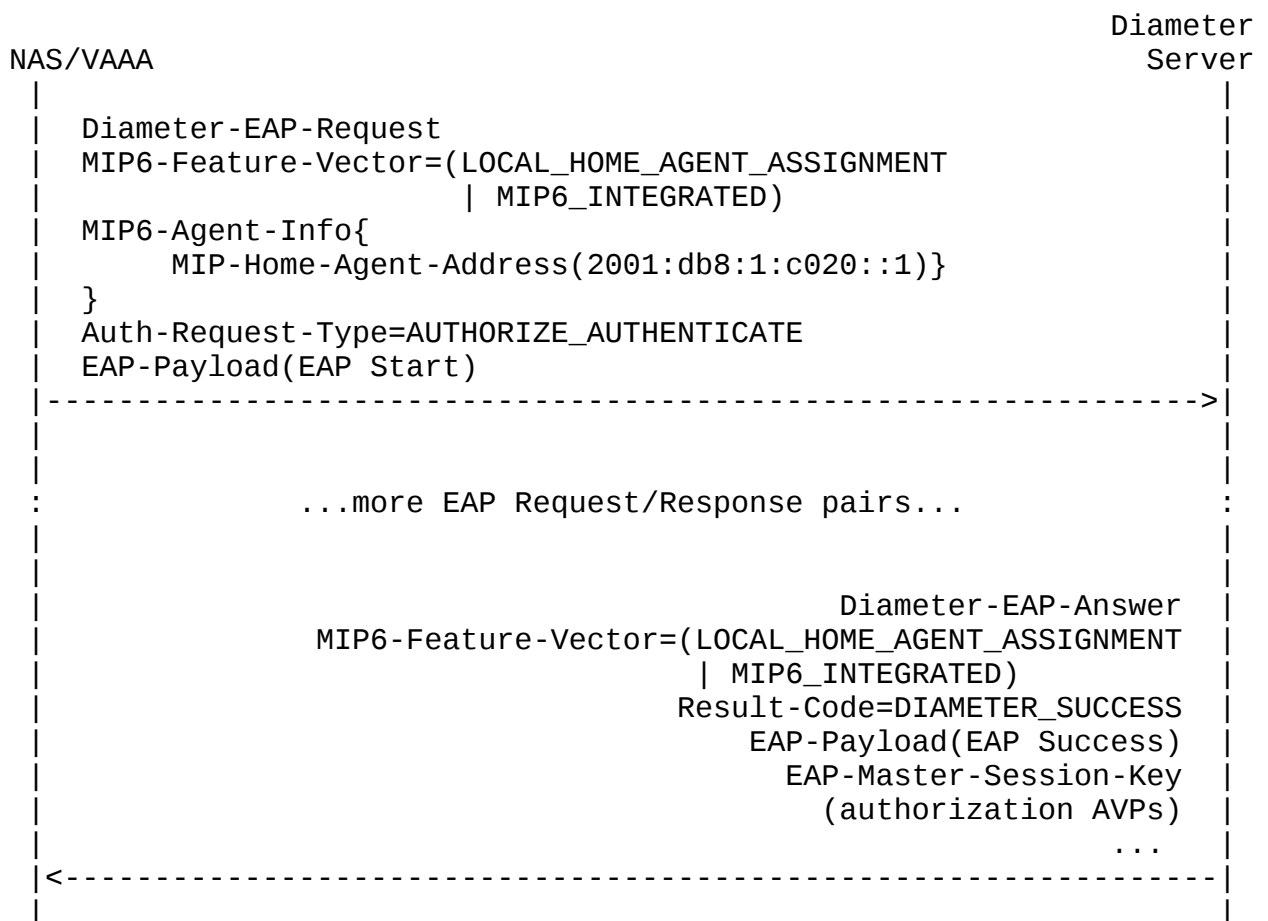 Diameter
NAS/VAAA Server
Diameter-EAP-Request
MIP6-Feature-Vector=(LOCAL_HOME_AGENT_ASSIGNMENT
| MIP6_INTEGRATED)
MIP6-Agent-Info{
MIP-Home-Agent-Address(2001:db8:1:c020::1)}
}
Auth-Request-Type=AUTHORIZE_AUTHENTICATE
EAP-Payload(EAP Start)
...more EAP Request/Response pairs...
Diameter-EAP-Answer
MIP6-Feature-Vector=(LOCAL_HOME_AGENT_ASSIGNMENT
| MIP6_INTEGRATED)
Result-Code=DIAMETER_SUCCESS
EAP-Payload(EAP Success)
EAP-Master-Session-Key
(authorization AVPs)
...